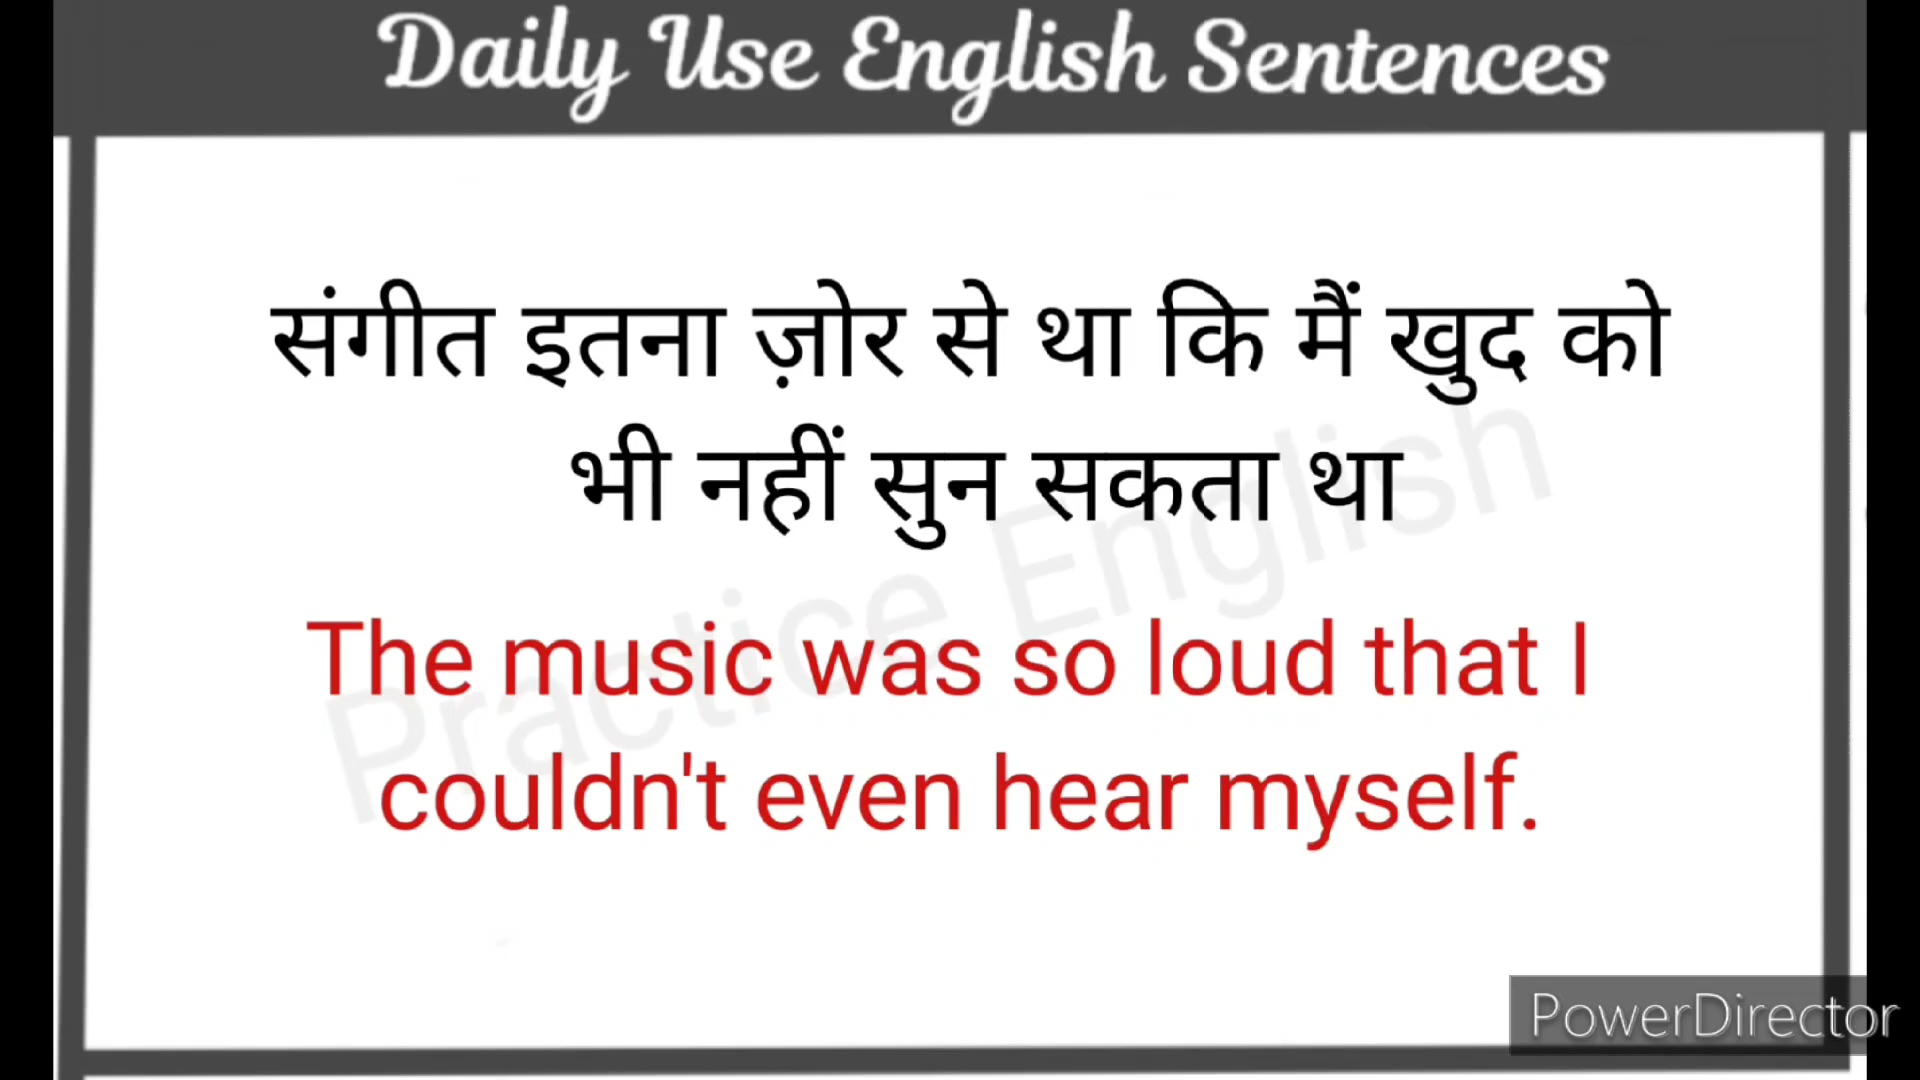 Daily Use English Sentences
संगीत इतना ज़ोर से था कि मैं खुद को
भी नहीं सुन सकता था
The music was so loud that I
couldn't even hear myself.
Practice English
PowerDirector